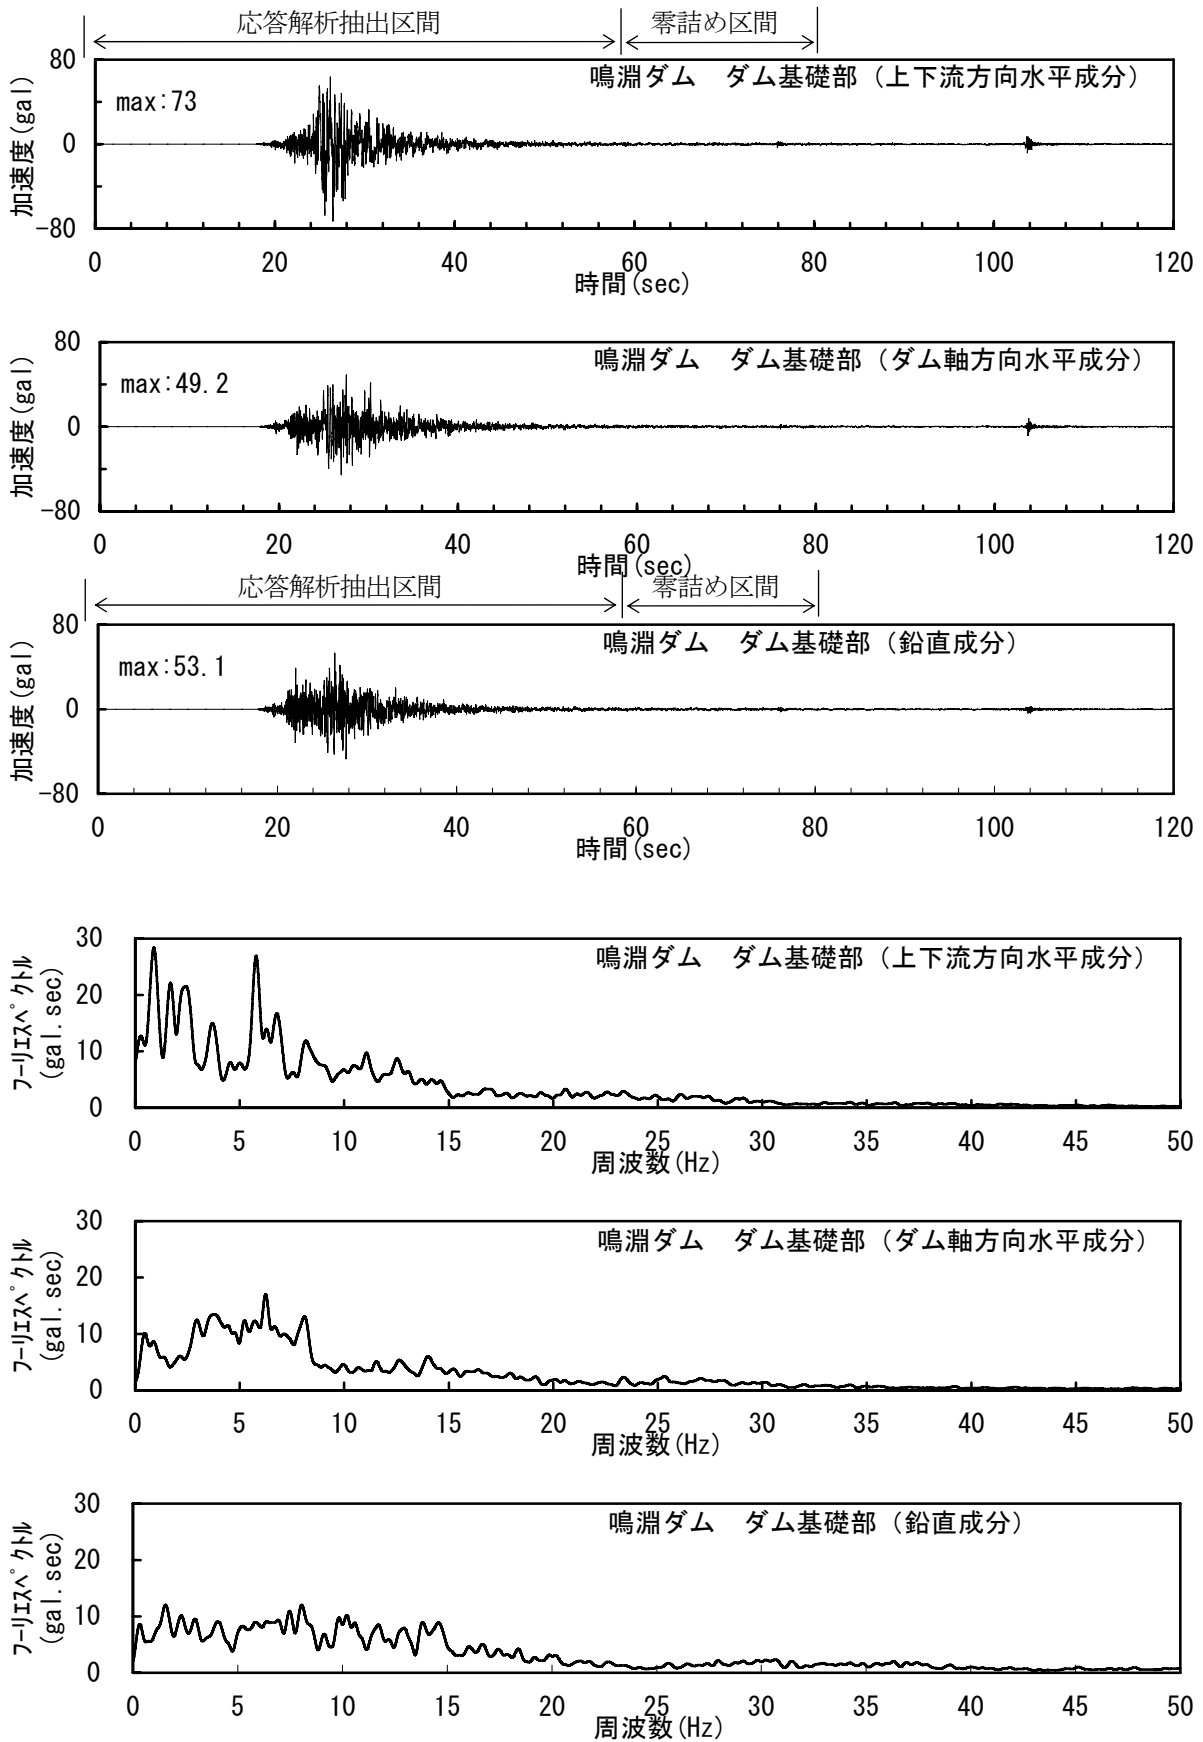 応答解析抽出区間 零詰め区間
80
鳴淵ダム ダム基礎部（上下流方向水平成分）
max:73
加速度(gal)
0
-80
0 20 40 60 80 100 120
時間(sec)
80
鳴淵ダム ダム基礎部（ダム軸方向水平成分）
max:49.2
加速度(gal)
0
-80
0 20 40 60 80 100 120
時間(sec)
応答解析抽出区間 零詰め区間
80
鳴淵ダム ダム基礎部（鉛直成分）
max:53.1
加速度(gal)
0
-80
0 20 40 60 80 100 120
時間(sec)
30
鳴淵ダム ダム基礎部（上下流方向水平成分）
20
ﾌｰﾘｴｽﾍﾟｸﾄﾙ
(gal.sec)
10
0
0 5 10 15 20 25 30 35 40 45 50
周波数(Hz)
30
鳴淵ダム ダム基礎部（ダム軸方向水平成分）
20
ﾌｰﾘｴｽﾍﾟｸﾄﾙ
(gal.sec)
10
0
0 5 10 15 20 25 30 35 40 45 50
周波数(Hz)
30
鳴淵ダム ダム基礎部（鉛直成分）
20
ﾌｰﾘｴｽﾍﾟｸﾄﾙ
(gal.sec)
10
0
0 5 10 15 20 25 30 35 40 45 50
周波数(Hz)